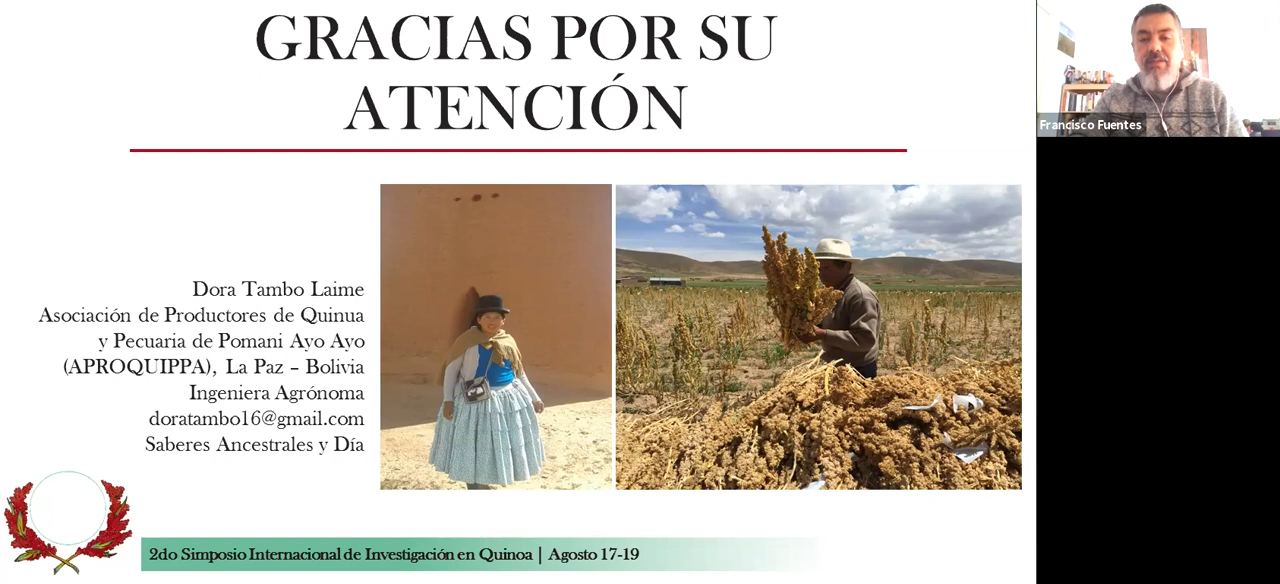 GRACIAS POR SU
ATENCIÓN
Francisco Fuentes
Dora Tambo Laime
Asociación de Productores de Quinua
y Pecuaria de Pomani Ayo Ayo
(APROQUIPPA), La Paz – Bolivia
Ingeniera Agrónoma
doratambo16@gmail.com
Saberes Ancestrales y Día
2do Simposio Internacional de Investigación en Quinoa | Agosto 17-19